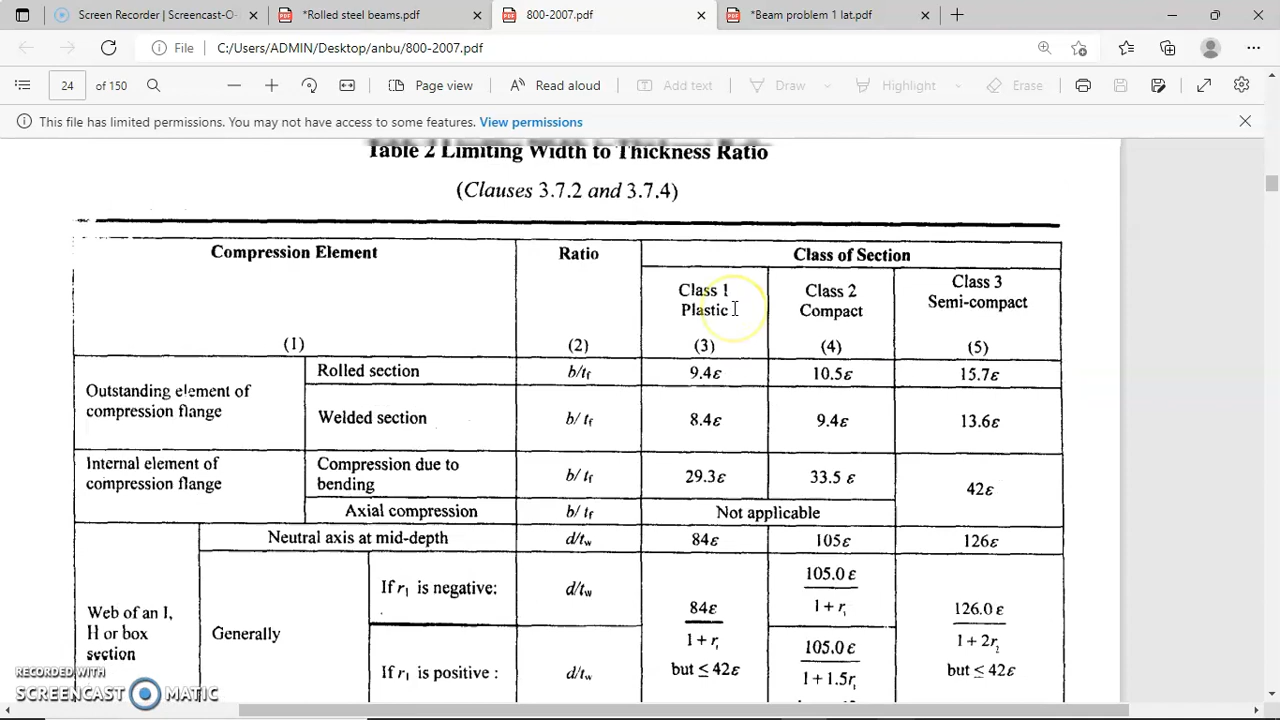 Screen Recorder | Screencast-O-
*Rolled steel beams.pdf
800-2007.pdf
*Beam problem 1 lat.pdf
File
C:/Users/ADMIN/Desktop/anbu/800-2007.pdf
24 of 150
Page view
Read aloud
Add text
Draw
Highlight
Erase
This file has limited permissions. You may not have access to some features. View permissions
Table 2 Limiting Width to Thickness Ratio
(Clauses 3.7.2 and 3.7.4)
Compression Element
Ratio
Class of Section
Class 1
Plastic
Class 2
Compact
Class 3
Semi-compact
(1) (2) (3) (4) (5)
Outstanding element of
compression flange
Rolled section b/tf 9.4ε 10.5ε 15.7ε
Welded section b/ tf 8.4ε 9.4ε 13.6ε
Internal element of
compression flange
Compression due to
bending
b/ tf 29.3ε 33.5 ε 42ε
Axial compression b/ tf Not applicable
Web of an I,
H or box
section
Neutral axis at mid-depth d/tw 84ε 105ε 126ε
Generally
If r1 is negative: d/tw
84ε
1 + r1
but ≤ 42ε
105.0 ε
1 + r1
126.0 ε
1 + 2r2
but ≤ 42ε
If r1 is positive : d/tw
105.0 ε
1 + 1.5r1
RECORDED WITH
SCREENCAST MATIC